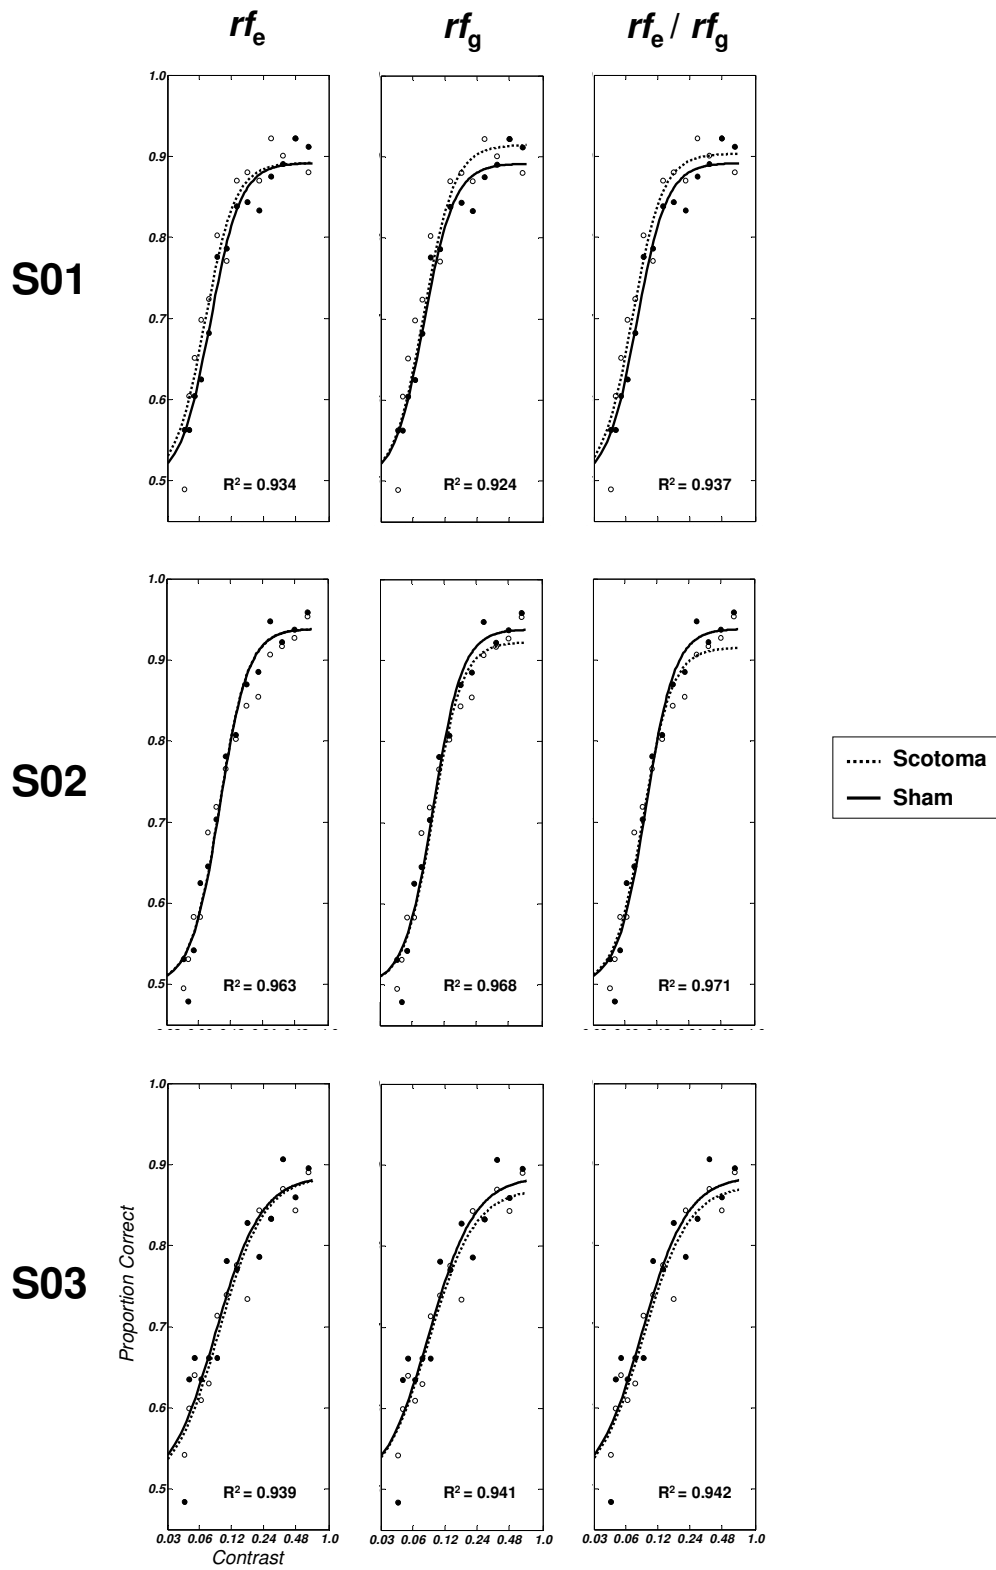 rfe rfg rfe / rfg
1.0
0.9
0.8
S01
0.7
0.6
0.5
R2 = 0.934 R2 = 0.924 R2 = 0.937
1.0
0.9
0.8
S02
0.7
0.6
0.5
R2 = 0.963 R2 = 0.968 R2 = 0.971
Scotoma
Sham
1.0
0.9
0.8
S03
Proportion Correct
0.7
0.6
0.5
R2 = 0.939 R2 = 0.941 R2 = 0.942
0.03 0.06 0.12 0.24 0.48 1.0 0.03 0.06 0.12 0.24 0.48 1.0 0.03 0.06 0.12 0.24 0.48 1.0
Contrast